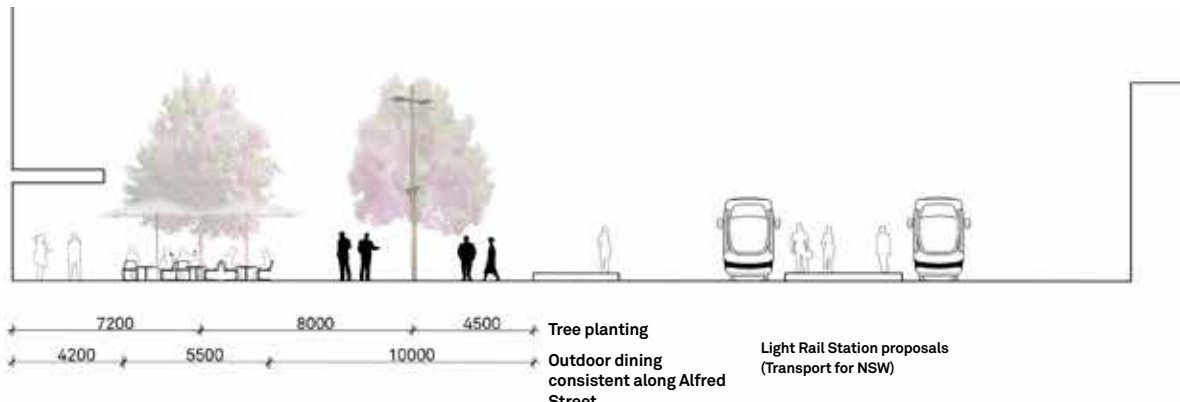 7200 8000 4500 Tree planting
4200 5500 10000 Outdoor dining
consistent along Alfred
Street
Light Rail Station proposals
(Transport for NSW)